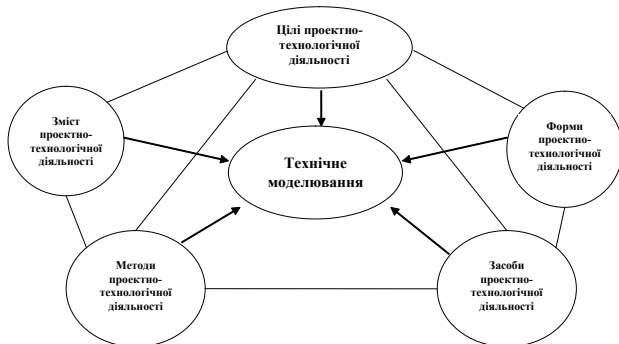 Цілі проектно-
технологічної
діяльності
Зміст
проектно-
технологічної
діяльності
Форми
проектно-
технологічної
діяльності
Технічне
моделювання
Методи
проектно-
технологічної
діяльності
Засоби
проектно-
технологічної
діяльності